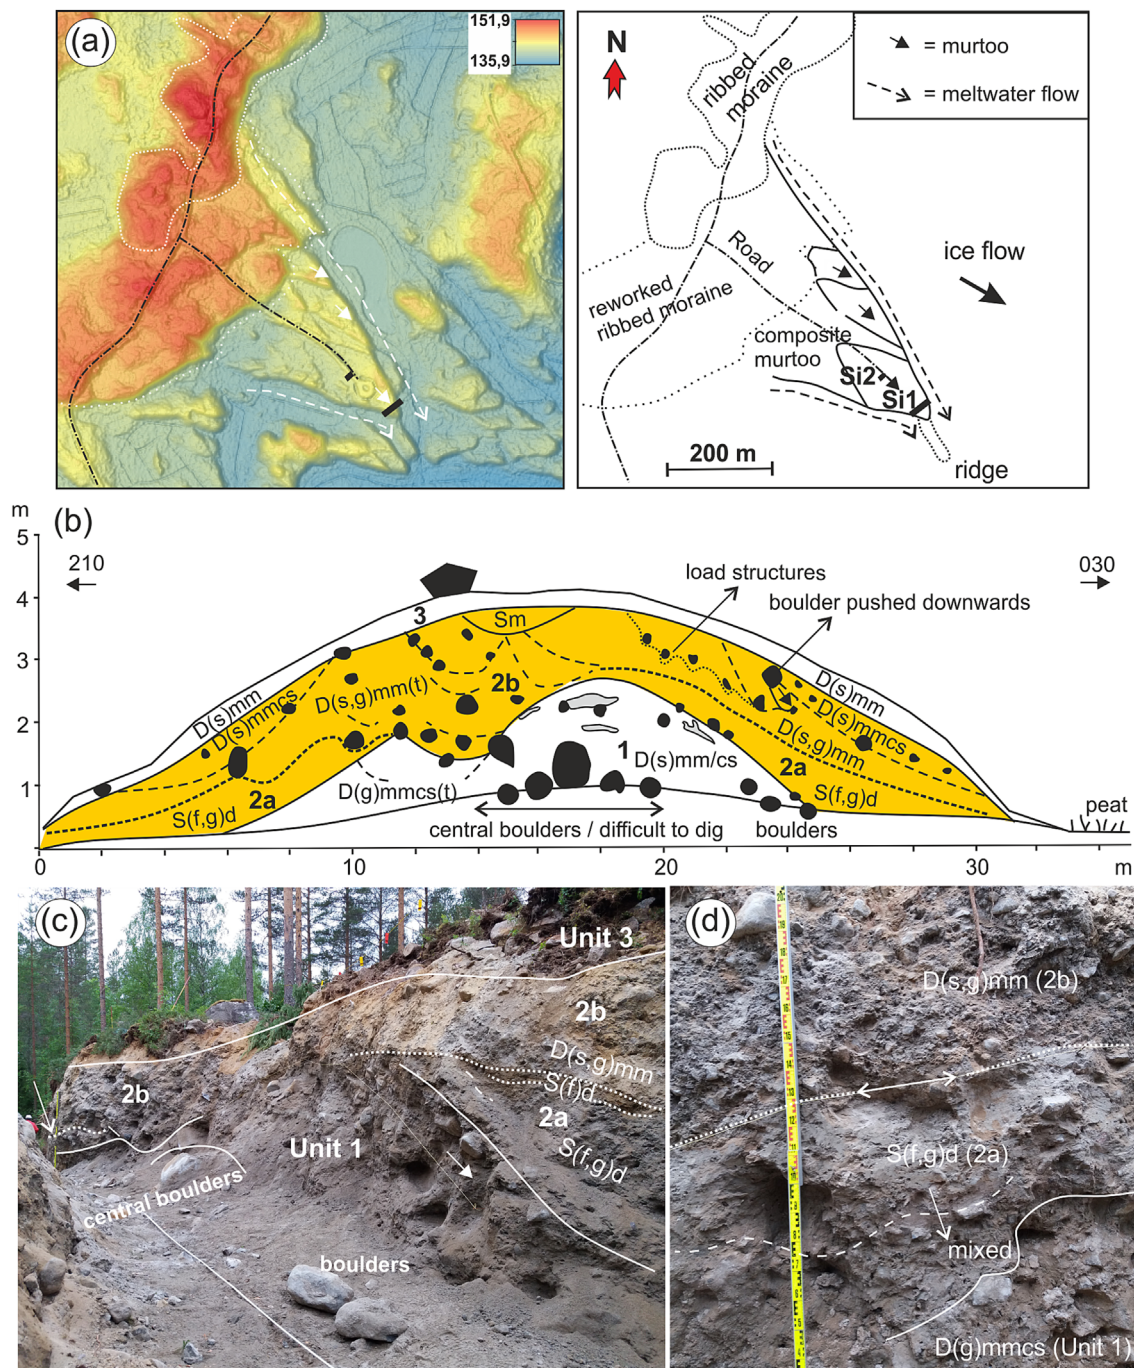 (a)
151,9
135,9
N
ribbed
moraine
= murtoo
= meltwater flow
Road
ice flow
reworked
ribbed moraine
composite
murtoo
Si2
Si1
200 m
ridge
m
(b)
5
4
3
2
1
210
030
load structures
boulder pushed downwards
3
Sm
D(s)mm
D(s)mmcs
D(s,g)mm(t)
2b
D(s)mm
D(s)mmcs
D(s,g)mm
1
D(s)mm/cs
2a
2a
S(f,g)d
S(f,g)d
D(g)mmcs(t)
central boulders / difficult to dig
boulders
peat
0
10
20
30
m
(c)
Unit 3
2b
D(s,g)mm
S(f)d
2a
S(f,g)d
2b
Unit 1
central boulders
boulders
(d)
D(s,g)mm (2b)
S(f,g)d (2a)
mixed
D(g)mmcs (Unit 1)